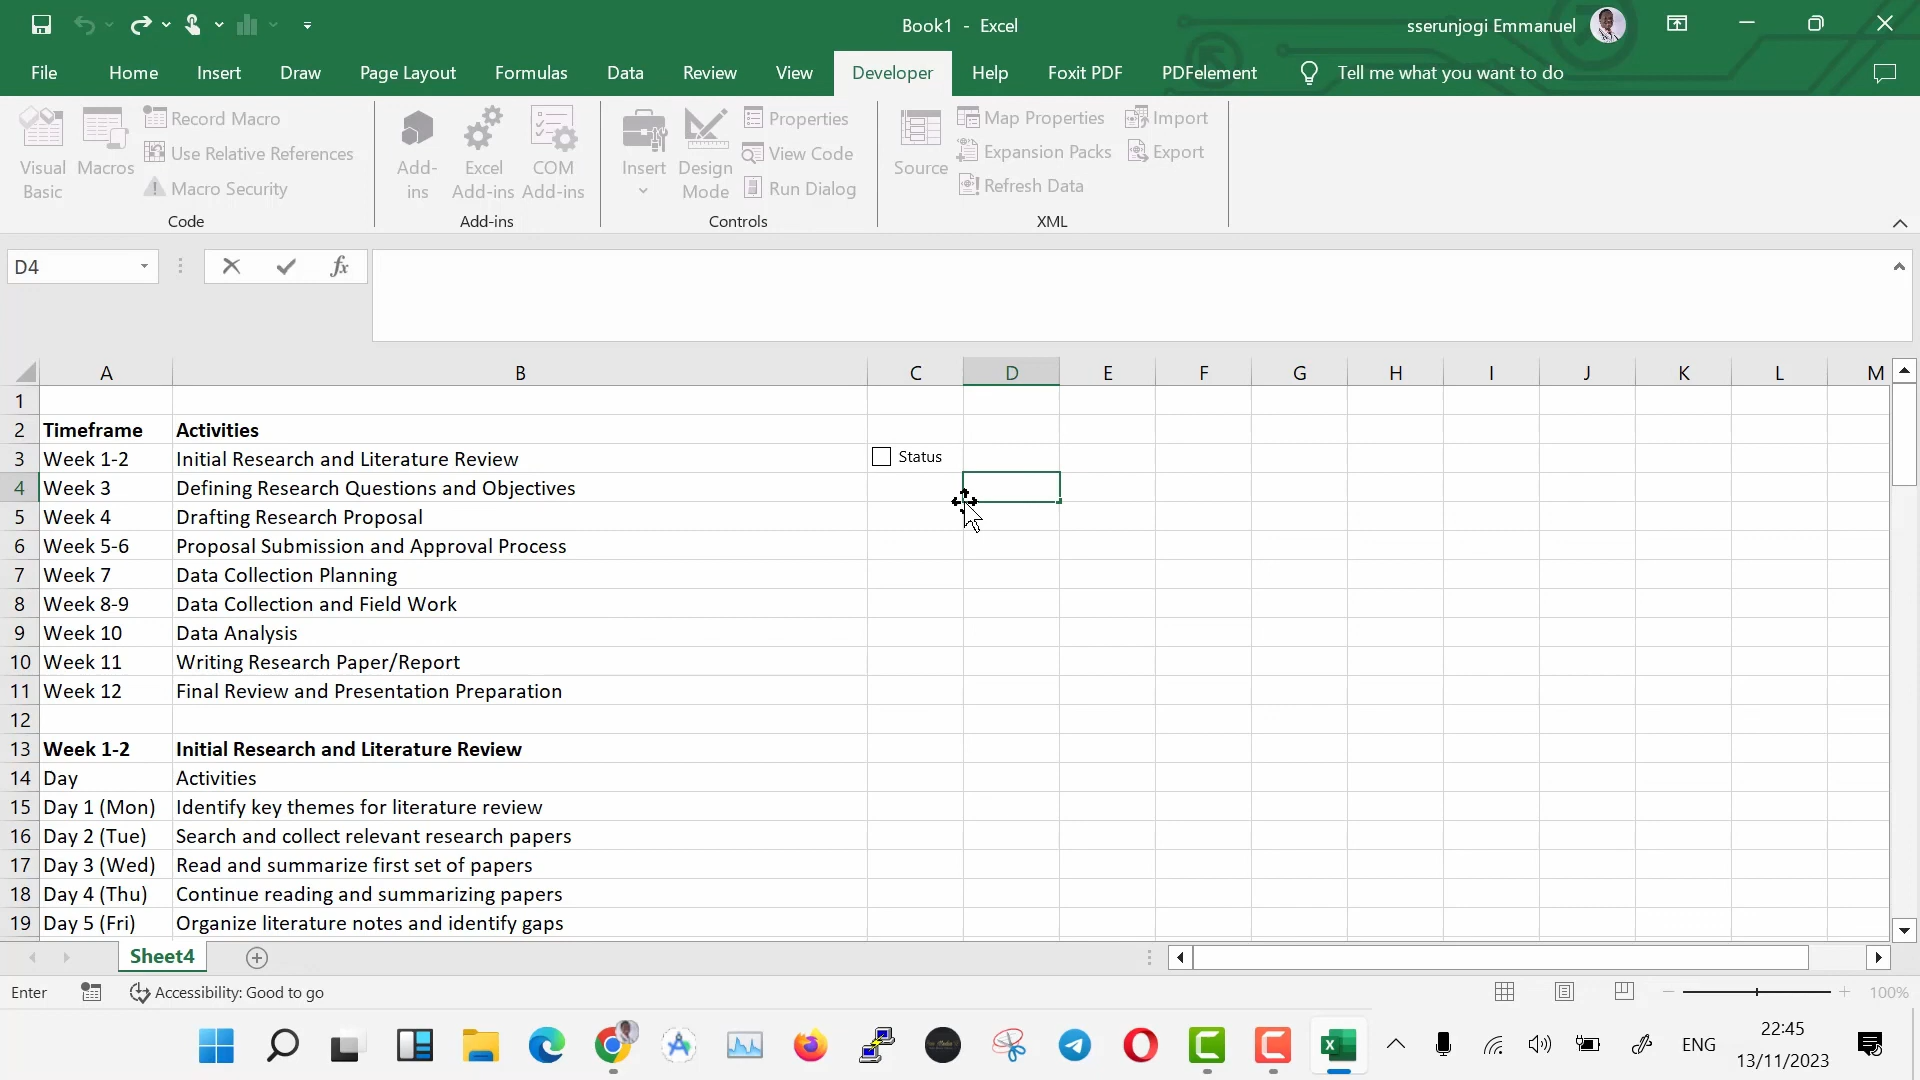 Book1 - Excel
sserunjogi Emmanuel
File Home Insert Draw Page Layout Formulas Data Review View Developer Help Foxit PDF PDFelement Tell me what you want to do
Visual Basic
Macros
Record Macro
Use Relative References
Macro Security
Code
Add-ins
Excel Add-ins
COM Add-ins
Add-ins
Insert
Design Mode
Properties
View Code
Run Dialog
Controls
Source
Map Properties
Expansion Packs
Refresh Data
Import
Export
XML
D4
fx
A B C D E F G H I J K L M
1
2 Timeframe Activities
3 Week 1-2 Initial Research and Literature Review Status
4 Week 3 Defining Research Questions and Objectives
5 Week 4 Drafting Research Proposal
6 Week 5-6 Proposal Submission and Approval Process
7 Week 7 Data Collection Planning
8 Week 8-9 Data Collection and Field Work
9 Week 10 Data Analysis
10 Week 11 Writing Research Paper/Report
11 Week 12 Final Review and Presentation Preparation
12
13 Week 1-2 Initial Research and Literature Review
14 Day Activities
15 Day 1 (Mon) Identify key themes for literature review
16 Day 2 (Tue) Search and collect relevant research papers
17 Day 3 (Wed) Read and summarize first set of papers
18 Day 4 (Thu) Continue reading and summarizing papers
19 Day 5 (Fri) Organize literature notes and identify gaps
Sheet4
Enter Accessibility: Good to go 100%
ENG
22:45
13/11/2023